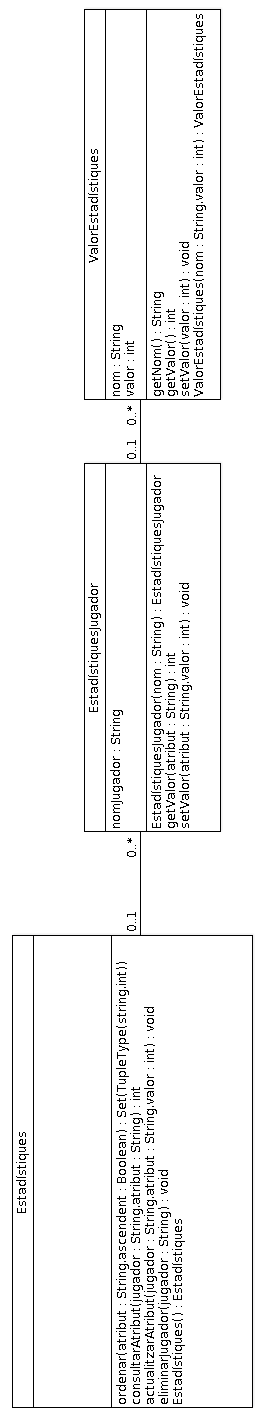 Estadístiques
ordenar(atribut : String,ascendent : Boolean) : Set(TupleType(string,int))
consultarAtribut(jugador : String,atribut : String) : int
actualitzarAtribut(jugador : String,atribut : String,valor : int) : void
eliminarJugador(jugador : String) : void
Estadístiques() : Estadístiques
0..1
0..*
EstadístiquesJugador
nomJugador : String
EstadístiquesJugador(nom : String) : EstadístiquesJugador
getValor(atribut : String) : int
setValor(atribut : String,valor : int) : void
0..1
0..*
ValorEstadístiques
nom : String
valor : int
getNom() : String
getValor() : int
setValor(valor : int) : void
ValorEstadístiques(nom : String,valor : int) : ValorEstadístiques